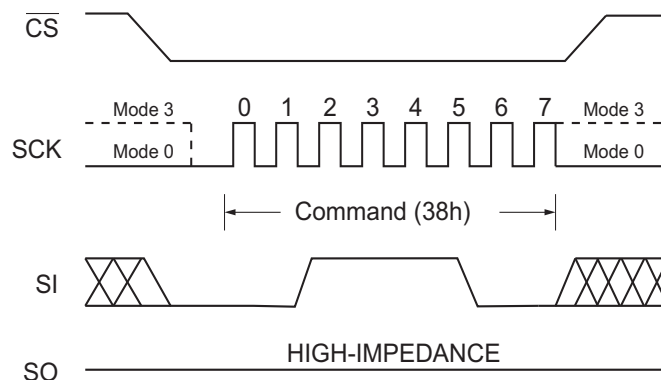 CS
Mode 3 0 1 2 3 4 5 6 7 Mode 3
SCK
Mode 0 Mode 0
Command (38h)
SI
HIGH-IMPEDANCE
SO